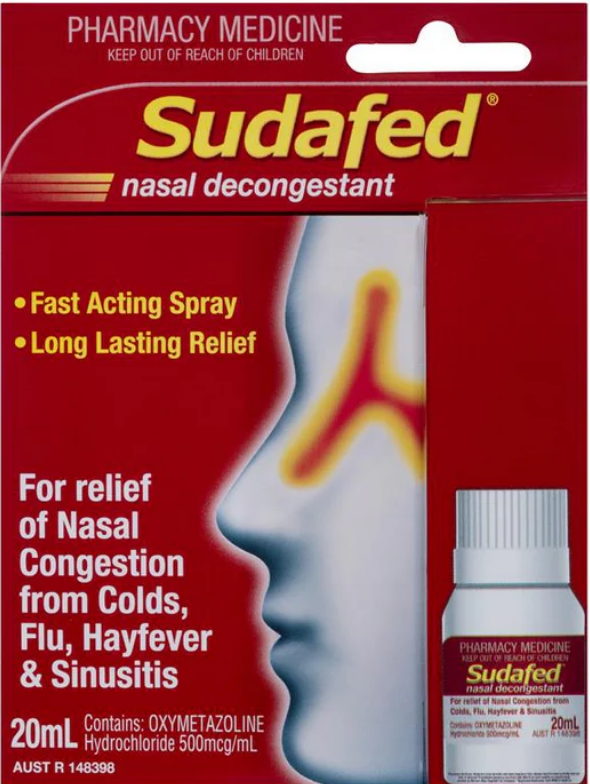 PHARMACY MEDICINE
KEEP OUT OF REACH OF CHILDREN
Sudafed®
nasal decongestant
• Fast Acting Spray
• Long Lasting Relief
For relief
of Nasal
Congestion
from Colds,
Flu, Hayfever
& Sinusitis
20mL Contains: OXYMETAZOLINE
Hydrochloride 500mcg/mL
AUST R 148398
PHARMACY MEDICINE
KEEP OUT OF REACH OF CHILDREN
Sudafed
nasal decongestant
For relief of Nasal Congestion from
Colds, Flu, Hayfever & Sinusitis
Contains: OXYMETAZOLINE 20mL
Hydrochloride 500mcg/mL AUST R 148398